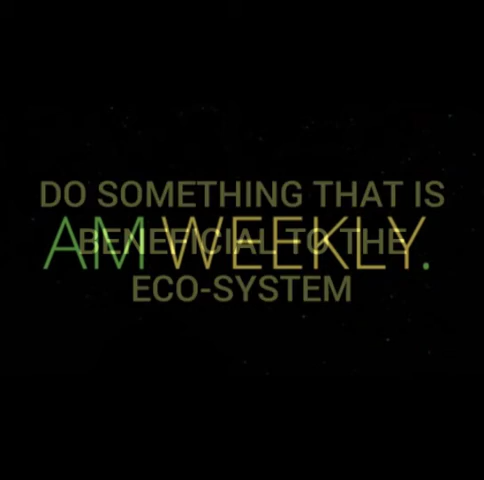 DO SOMETHING THAT IS
BENEFICIAL TO THE
AM WEEKLY.
ECO-SYSTEM